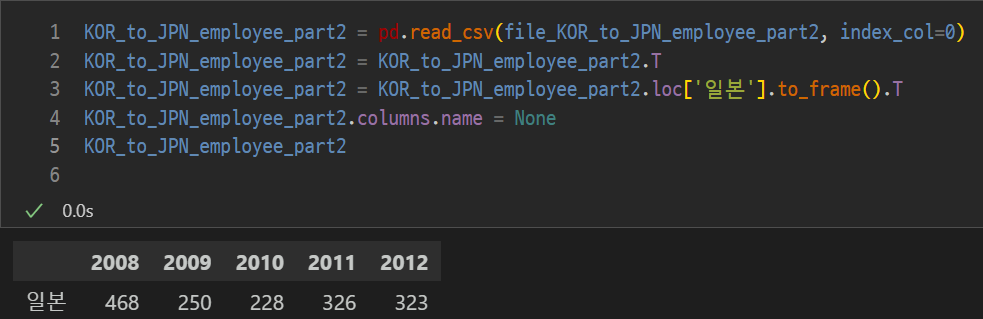 1 KOR_to_JPN_employee_part2 = pd.read_csv(file_KOR_to_JPN_employee_part2, index_col=0)
2 KOR_to_JPN_employee_part2 = KOR_to_JPN_employee_part2.T
3 KOR_to_JPN_employee_part2 = KOR_to_JPN_employee_part2.loc['일본'].to_frame().T
4 KOR_to_JPN_employee_part2.columns.name = None
5 KOR_to_JPN_employee_part2
6
0.0s
2008 2009 2010 2011 2012
일본 468 250 228 326 323